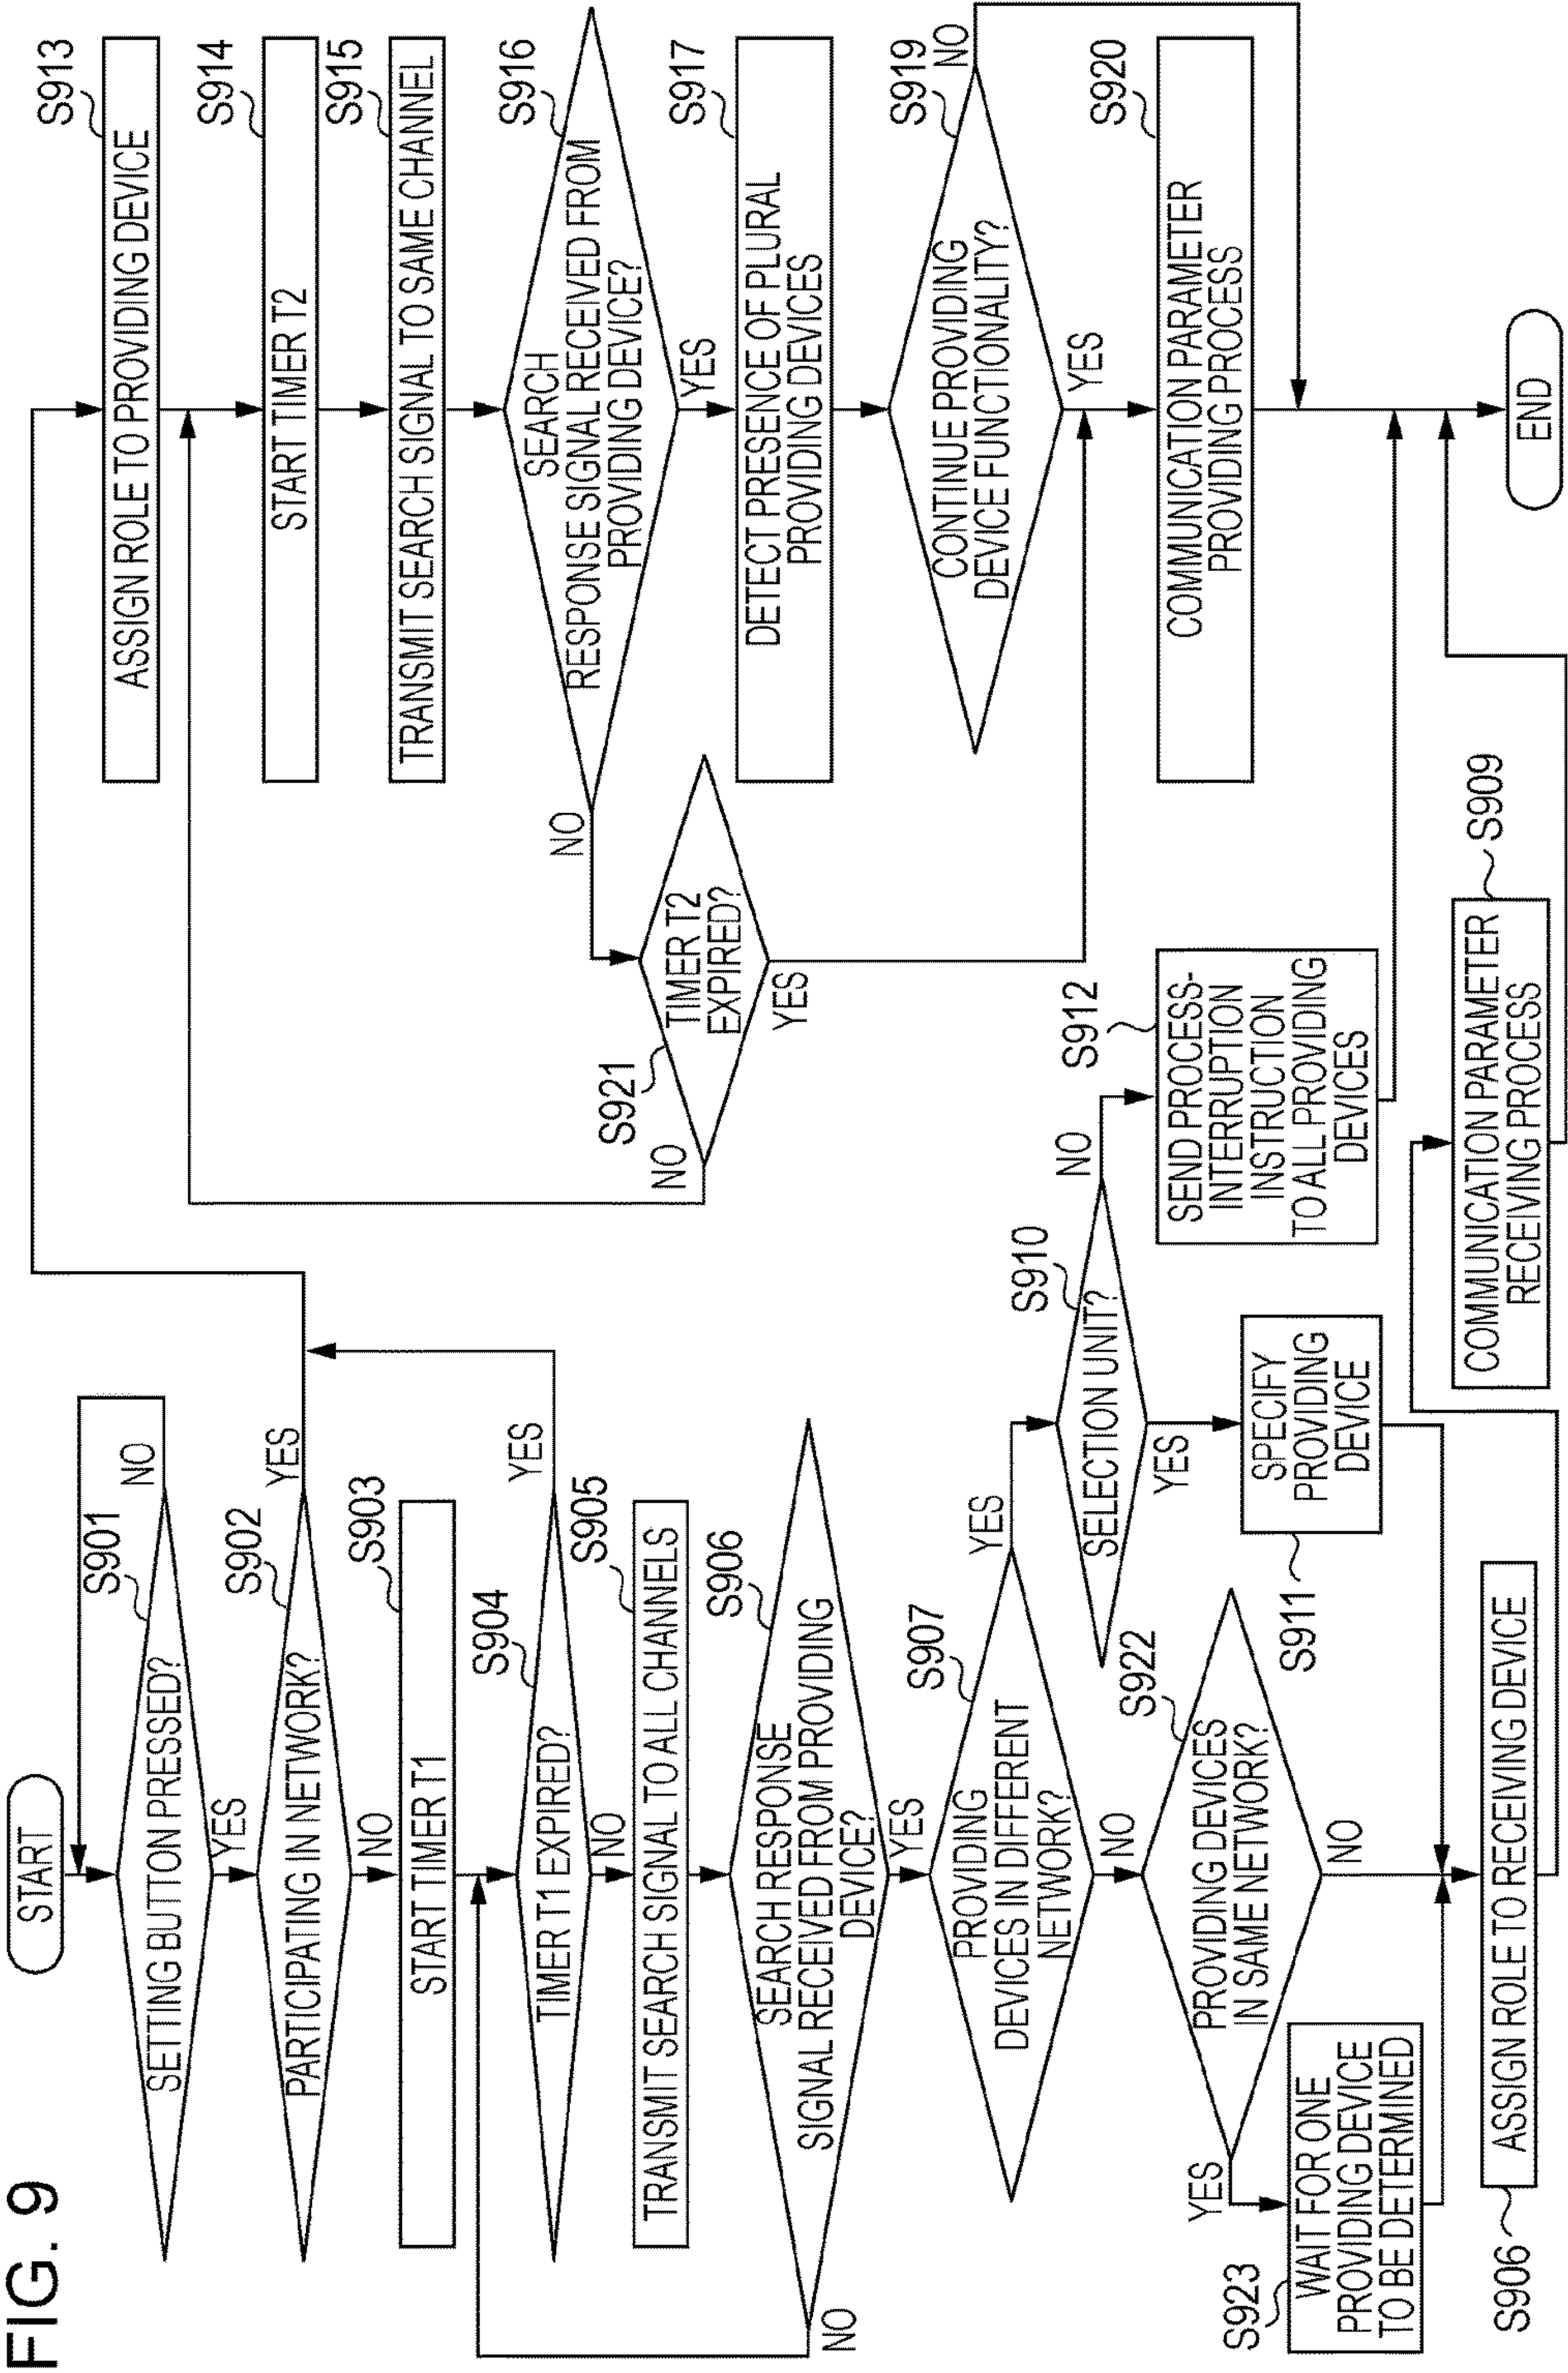 FIG. 9
START
S901
SETTING BUTTON PRESSED?
NO
YES
S902
PARTICIPATING IN NETWORK?
YES
NO
S903
START TIMER T1
S904
TIMER T1 EXPIRED?
YES
NO
S905
TRANSMIT SEARCH SIGNAL TO ALL CHANNELS
S906
SEARCH RESPONSE
SIGNAL RECEIVED FROM PROVIDING
DEVICE?
NO
YES
S907
PROVIDING
DEVICES IN DIFFERENT
NETWORK?
YES
NO
S922
PROVIDING DEVICES
IN SAME NETWORK?
YES
NO
S923
WAIT FOR ONE
PROVIDING DEVICE
TO BE DETERMINED
S910
SELECTION UNIT?
NO
YES
S911
SPECIFY
PROVIDING
DEVICE
S912
SEND PROCESS-
INTERRUPTION
INSTRUCTION
TO ALL PROVIDING
DEVICES
S906
ASSIGN ROLE TO RECEIVING DEVICE
S909
COMMUNICATION PARAMETER
RECEIVING PROCESS
S913
ASSIGN ROLE TO PROVIDING DEVICE
S914
START TIMER T2
S915
TRANSMIT SEARCH SIGNAL TO SAME CHANNEL
S916
SEARCH
RESPONSE SIGNAL RECEIVED FROM
PROVIDING DEVICE?
NO
YES
S921
TIMER T2
EXPIRED?
NO
YES
S917
DETECT PRESENCE OF PLURAL
PROVIDING DEVICES
S919
CONTINUE PROVIDING
DEVICE FUNCTIONALITY?
NO
YES
S920
COMMUNICATION PARAMETER
PROVIDING PROCESS
END